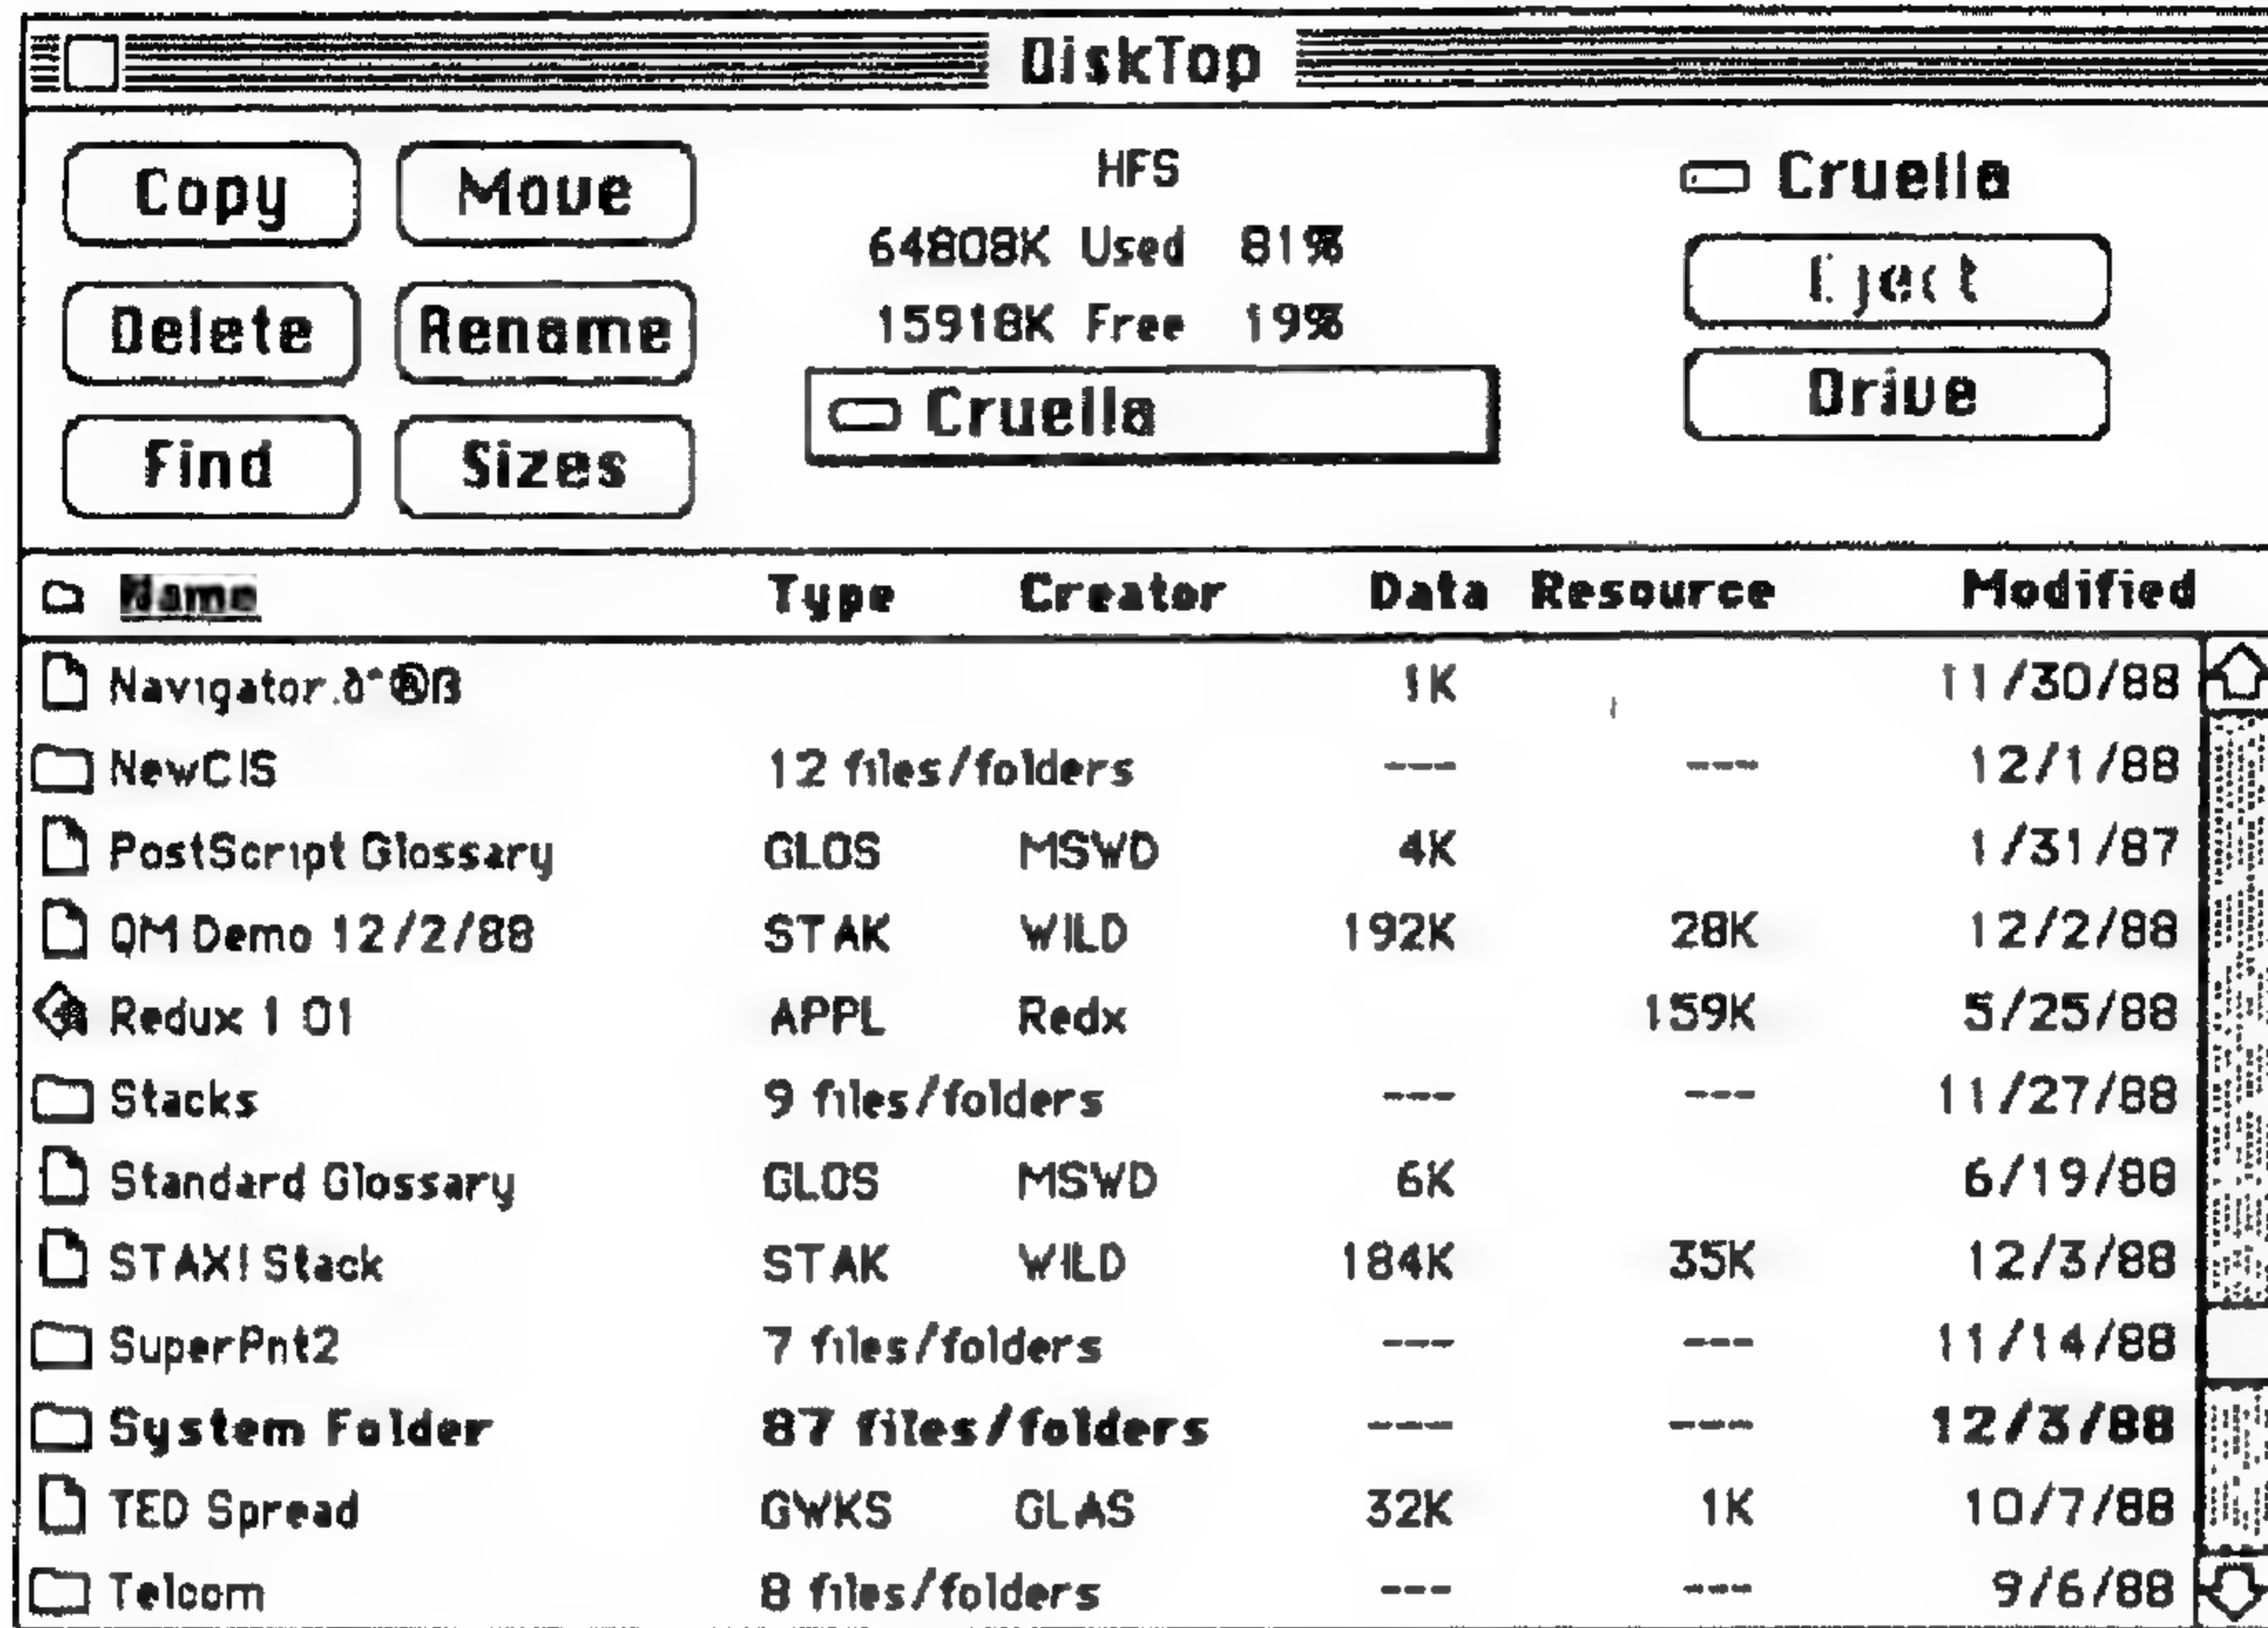 DiskTop
Copy Move HFS Cruella
64808K Used 81%
Eject
Delete Rename 15918K Free 19%
Cruella Drive
Find Sizes
Name Type Creator Data Resource Modified
Navigator.∂ˆ®ß 1K 11/30/88
NewCIS 12 files/folders --- --- 12/1/88
PostScript Glossary GLOS MSWD 4K 1/31/87
QM Demo 12/2/88 STAK WILD 192K 28K 12/2/88
Redux 1.01 APPL Redx 159K 5/25/88
Stacks 9 files/folders --- --- 11/27/88
Standard Glossary GLOS MSWD 6K 6/19/88
STAX! Stack STAK WILD 184K 35K 12/3/88
SuperPnt2 7 files/folders --- --- 11/14/88
System Folder 87 files/folders --- --- 12/3/88
TED Spread GWKS GLAS 32K 1K 10/7/88
Telcom 8 files/folders --- --- 9/6/88